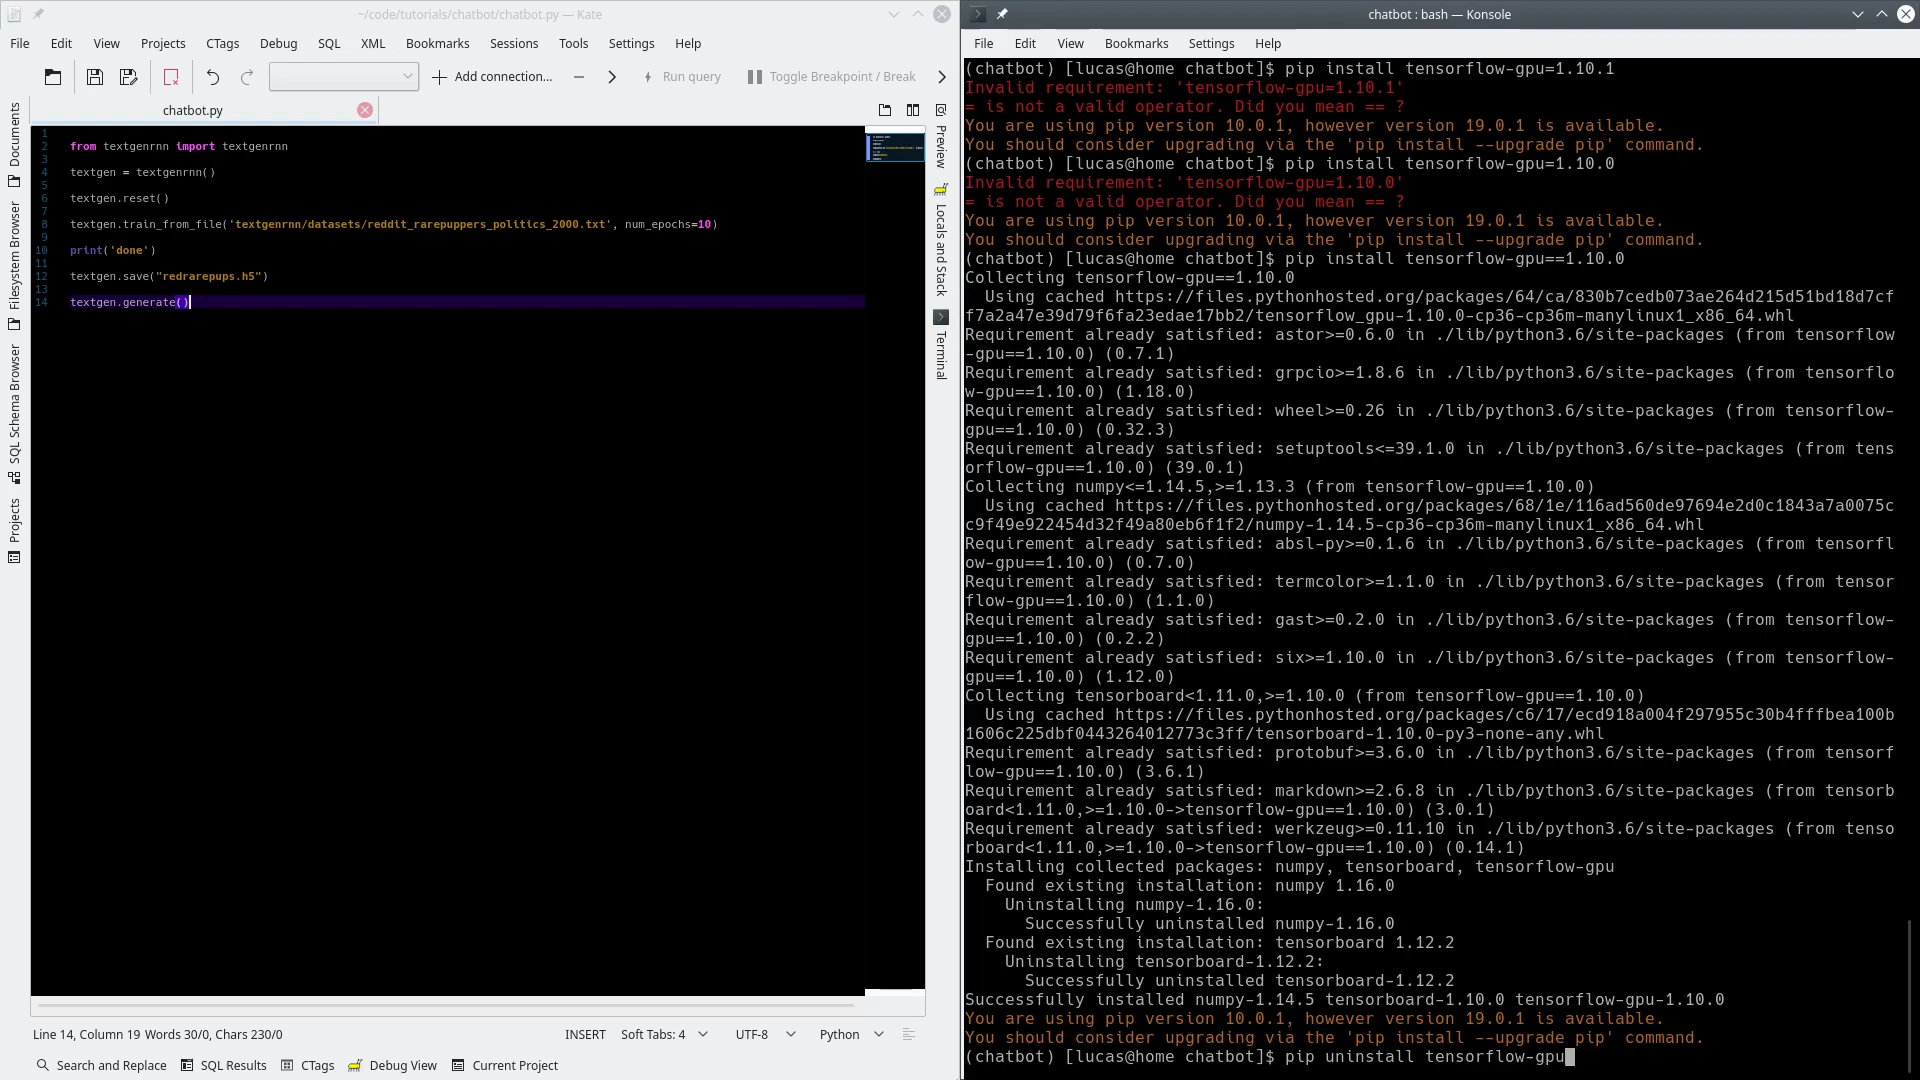 ~/code/tutorials/chatbot/chatbot.py — Kate
File Edit View Projects CTags Debug SQL XML Bookmarks Sessions Tools Settings Help
Add connection... Run query Toggle Breakpoint / Break
chatbot.py
Documents
Filesystem Browser
SQL Schema Browser
Projects
1
2 from textgenrnn import textgenrnn
3
4 textgen = textgenrnn()
5
6 textgen.reset()
7
8 textgen.train_from_file('textgenrnn/datasets/reddit_rarepuppers_politics_2000.txt', num_epochs=10)
9
10 print('done')
11
12 textgen.save("redrarepups.h5")
13
14 textgen.generate()
Preview
Locals and Stack
Terminal
Line 14, Column 19 Words 30/0, Chars 230/0 INSERT Soft Tabs: 4 UTF-8 Python
Search and Replace SQL Results CTags Debug View Current Project
chatbot : bash — Konsole
File Edit View Bookmarks Settings Help
(chatbot) [lucas@home chatbot]$ pip install tensorflow-gpu=1.10.1
Invalid requirement: 'tensorflow-gpu=1.10.1'
= is not a valid operator. Did you mean == ?
You are using pip version 10.0.1, however version 19.0.1 is available.
You should consider upgrading via the 'pip install --upgrade pip' command.
(chatbot) [lucas@home chatbot]$ pip install tensorflow-gpu=1.10.0
Invalid requirement: 'tensorflow-gpu=1.10.0'
= is not a valid operator. Did you mean == ?
You are using pip version 10.0.1, however version 19.0.1 is available.
You should consider upgrading via the 'pip install --upgrade pip' command.
(chatbot) [lucas@home chatbot]$ pip install tensorflow-gpu==1.10.0
Collecting tensorflow-gpu==1.10.0
Using cached https://files.pythonhosted.org/packages/64/ca/830b7cedb073ae264d215d51bd18d7cf
f7a2a47e39d79f6fa23edae17bb2/tensorflow_gpu-1.10.0-cp36-cp36m-manylinux1_x86_64.whl
Requirement already satisfied: astor>=0.6.0 in ./lib/python3.6/site-packages (from tensorflow
-gpu==1.10.0) (0.7.1)
Requirement already satisfied: grpcio>=1.8.6 in ./lib/python3.6/site-packages (from tensorflo
w-gpu==1.10.0) (1.18.0)
Requirement already satisfied: wheel>=0.26 in ./lib/python3.6/site-packages (from tensorflow-
gpu==1.10.0) (0.32.3)
Requirement already satisfied: setuptools<=39.1.0 in ./lib/python3.6/site-packages (from tens
orflow-gpu==1.10.0) (39.0.1)
Collecting numpy<=1.14.5,>=1.13.3 (from tensorflow-gpu==1.10.0)
Using cached https://files.pythonhosted.org/packages/68/1e/116ad560de97694e2d0c1843a7a0075c
c9f49e922454d32f49a80eb6f1f2/numpy-1.14.5-cp36-cp36m-manylinux1_x86_64.whl
Requirement already satisfied: absl-py>=0.1.6 in ./lib/python3.6/site-packages (from tensorfl
ow-gpu==1.10.0) (0.7.0)
Requirement already satisfied: termcolor>=1.1.0 in ./lib/python3.6/site-packages (from tensor
flow-gpu==1.10.0) (1.1.0)
Requirement already satisfied: gast>=0.2.0 in ./lib/python3.6/site-packages (from tensorflow-
gpu==1.10.0) (0.2.2)
Requirement already satisfied: six>=1.10.0 in ./lib/python3.6/site-packages (from tensorflow-
gpu==1.10.0) (1.12.0)
Collecting tensorboard<1.11.0,>=1.10.0 (from tensorflow-gpu==1.10.0)
Using cached https://files.pythonhosted.org/packages/c6/17/ecd918a004f297955c30b4fffbea100b
1606c225dbf0443264012773c3ff/tensorboard-1.10.0-py3-none-any.whl
Requirement already satisfied: protobuf>=3.6.0 in ./lib/python3.6/site-packages (from tensorf
low-gpu==1.10.0) (3.6.1)
Requirement already satisfied: markdown>=2.6.8 in ./lib/python3.6/site-packages (from tensorb
oard<1.11.0,>=1.10.0->tensorflow-gpu==1.10.0) (3.0.1)
Requirement already satisfied: werkzeug>=0.11.10 in ./lib/python3.6/site-packages (from tenso
rboard<1.11.0,>=1.10.0->tensorflow-gpu==1.10.0) (0.14.1)
Installing collected packages: numpy, tensorboard, tensorflow-gpu
Found existing installation: numpy 1.16.0
Uninstalling numpy-1.16.0:
Successfully uninstalled numpy-1.16.0
Found existing installation: tensorboard 1.12.2
Uninstalling tensorboard-1.12.2:
Successfully uninstalled tensorboard-1.12.2
Successfully installed numpy-1.14.5 tensorboard-1.10.0 tensorflow-gpu-1.10.0
You are using pip version 10.0.1, however version 19.0.1 is available.
You should consider upgrading via the 'pip install --upgrade pip' command.
(chatbot) [lucas@home chatbot]$ pip uninstall tensorflow-gpu